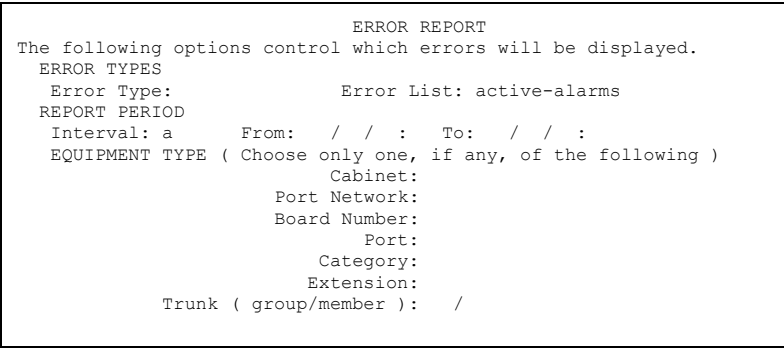 ERROR REPORT
The following options control which errors will be displayed.
ERROR TYPES
Error Type: Error List: active-alarms
REPORT PERIOD
Interval: a From: / / : To: / / :
EQUIPMENT TYPE ( Choose only one, if any, of the following )
Cabinet:
Port Network:
Board Number:
Port:
Category:
Extension:
Trunk ( group/member ): /